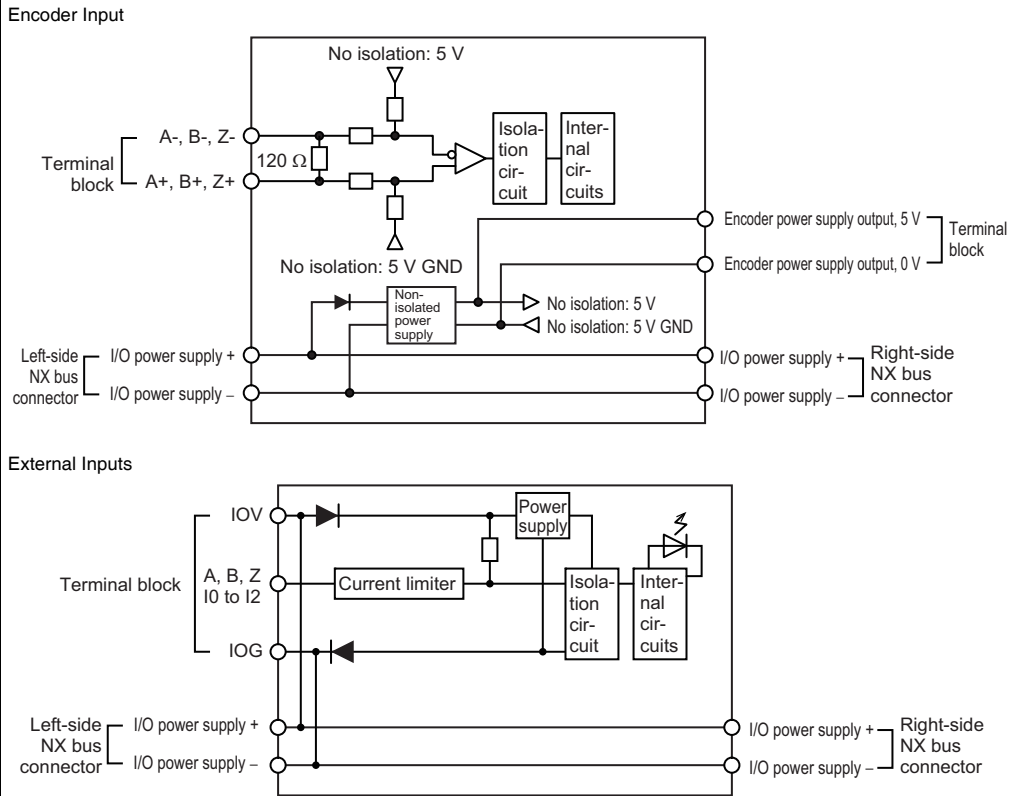 Encoder Input
No isolation: 5 V
A-, B-, Z-
120 Ω
A+, B+, Z+
Terminal
block
Isola-
tion
cir-
cuit
Inter-
nal
cir-
cuits
No isolation: 5 V GND
Encoder power supply output, 5 V
Encoder power supply output, 0 V
Terminal
block
Non-
isolated
power
supply
No isolation: 5 V
No isolation: 5 V GND
Left-side
NX bus
connector
I/O power supply +
I/O power supply –
I/O power supply +
I/O power supply –
Right-side
NX bus
connector
External Inputs
Terminal block
IOV
A, B, Z
I0 to I2
IOG
Current limiter
Power
supply
Isola-
tion
cir-
cuit
Inter-
nal
cir-
cuits
Left-side
NX bus
connector
I/O power supply +
I/O power supply –
I/O power supply +
I/O power supply –
Right-side
NX bus
connector